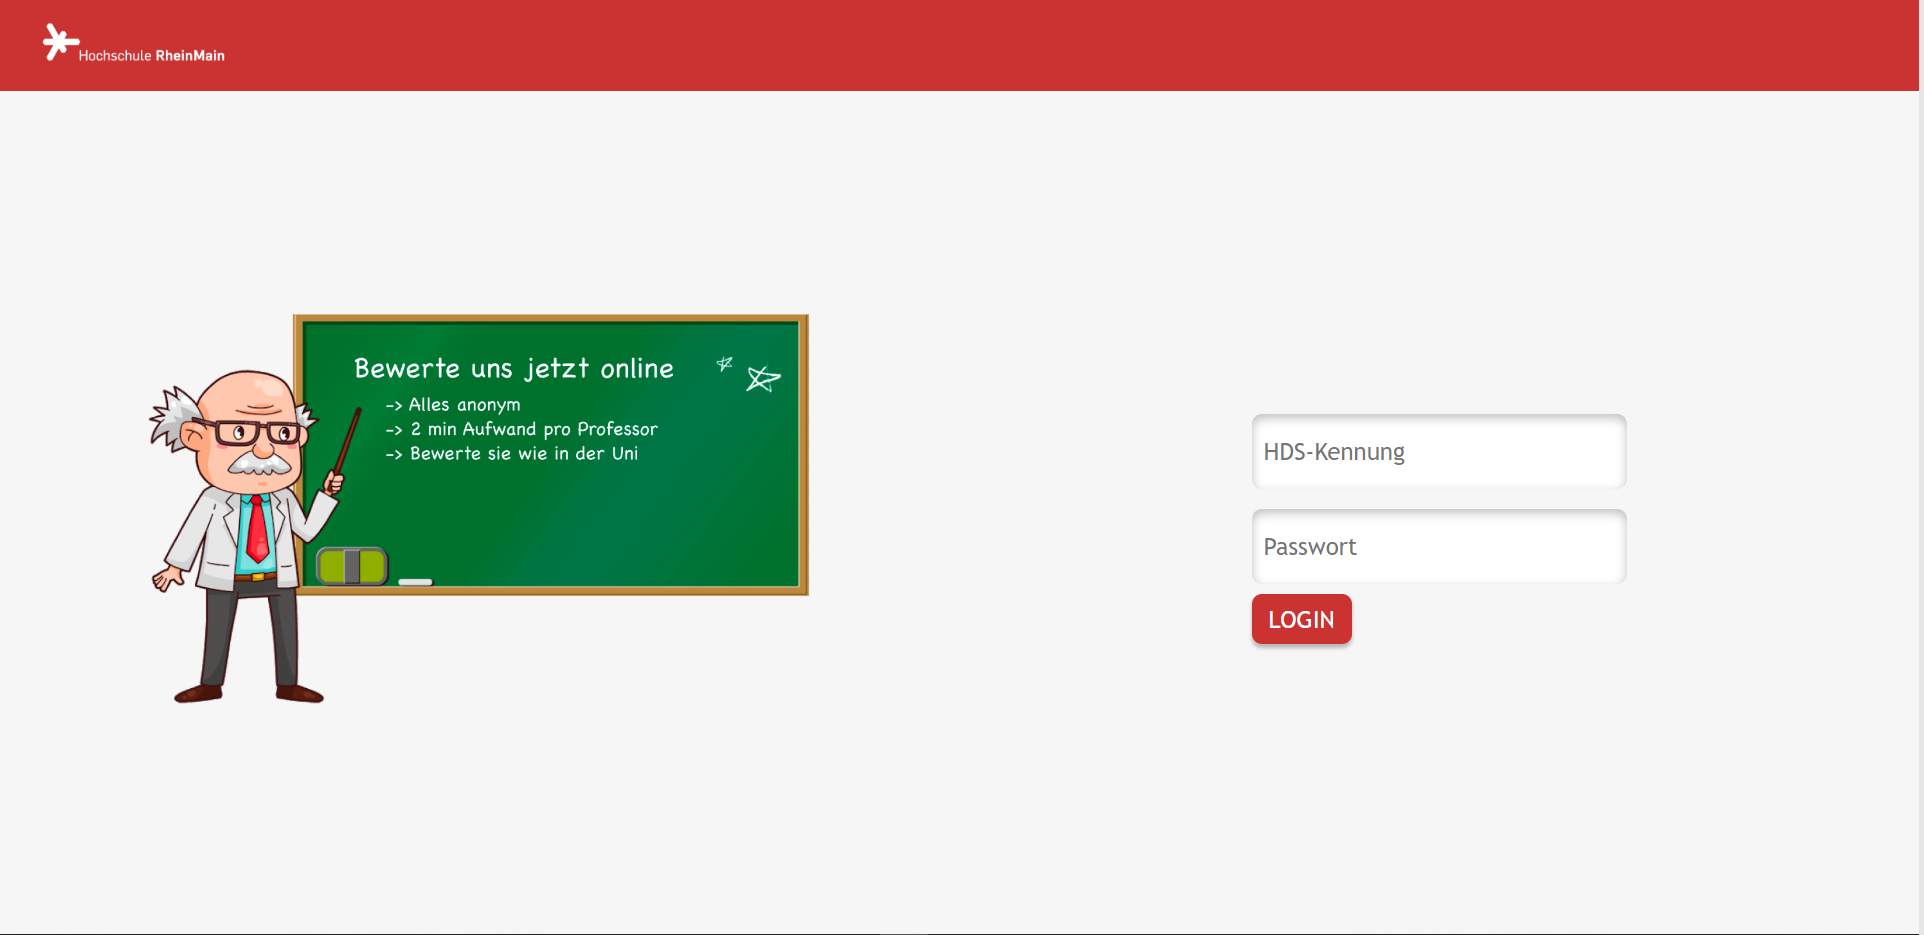 Hochschule RheinMain
Bewerte uns jetzt online
-> Alles anonym
-> 2 min Aufwand pro Professor
-> Bewerte sie wie in der Uni
HDS-Kennung
Passwort
LOGIN